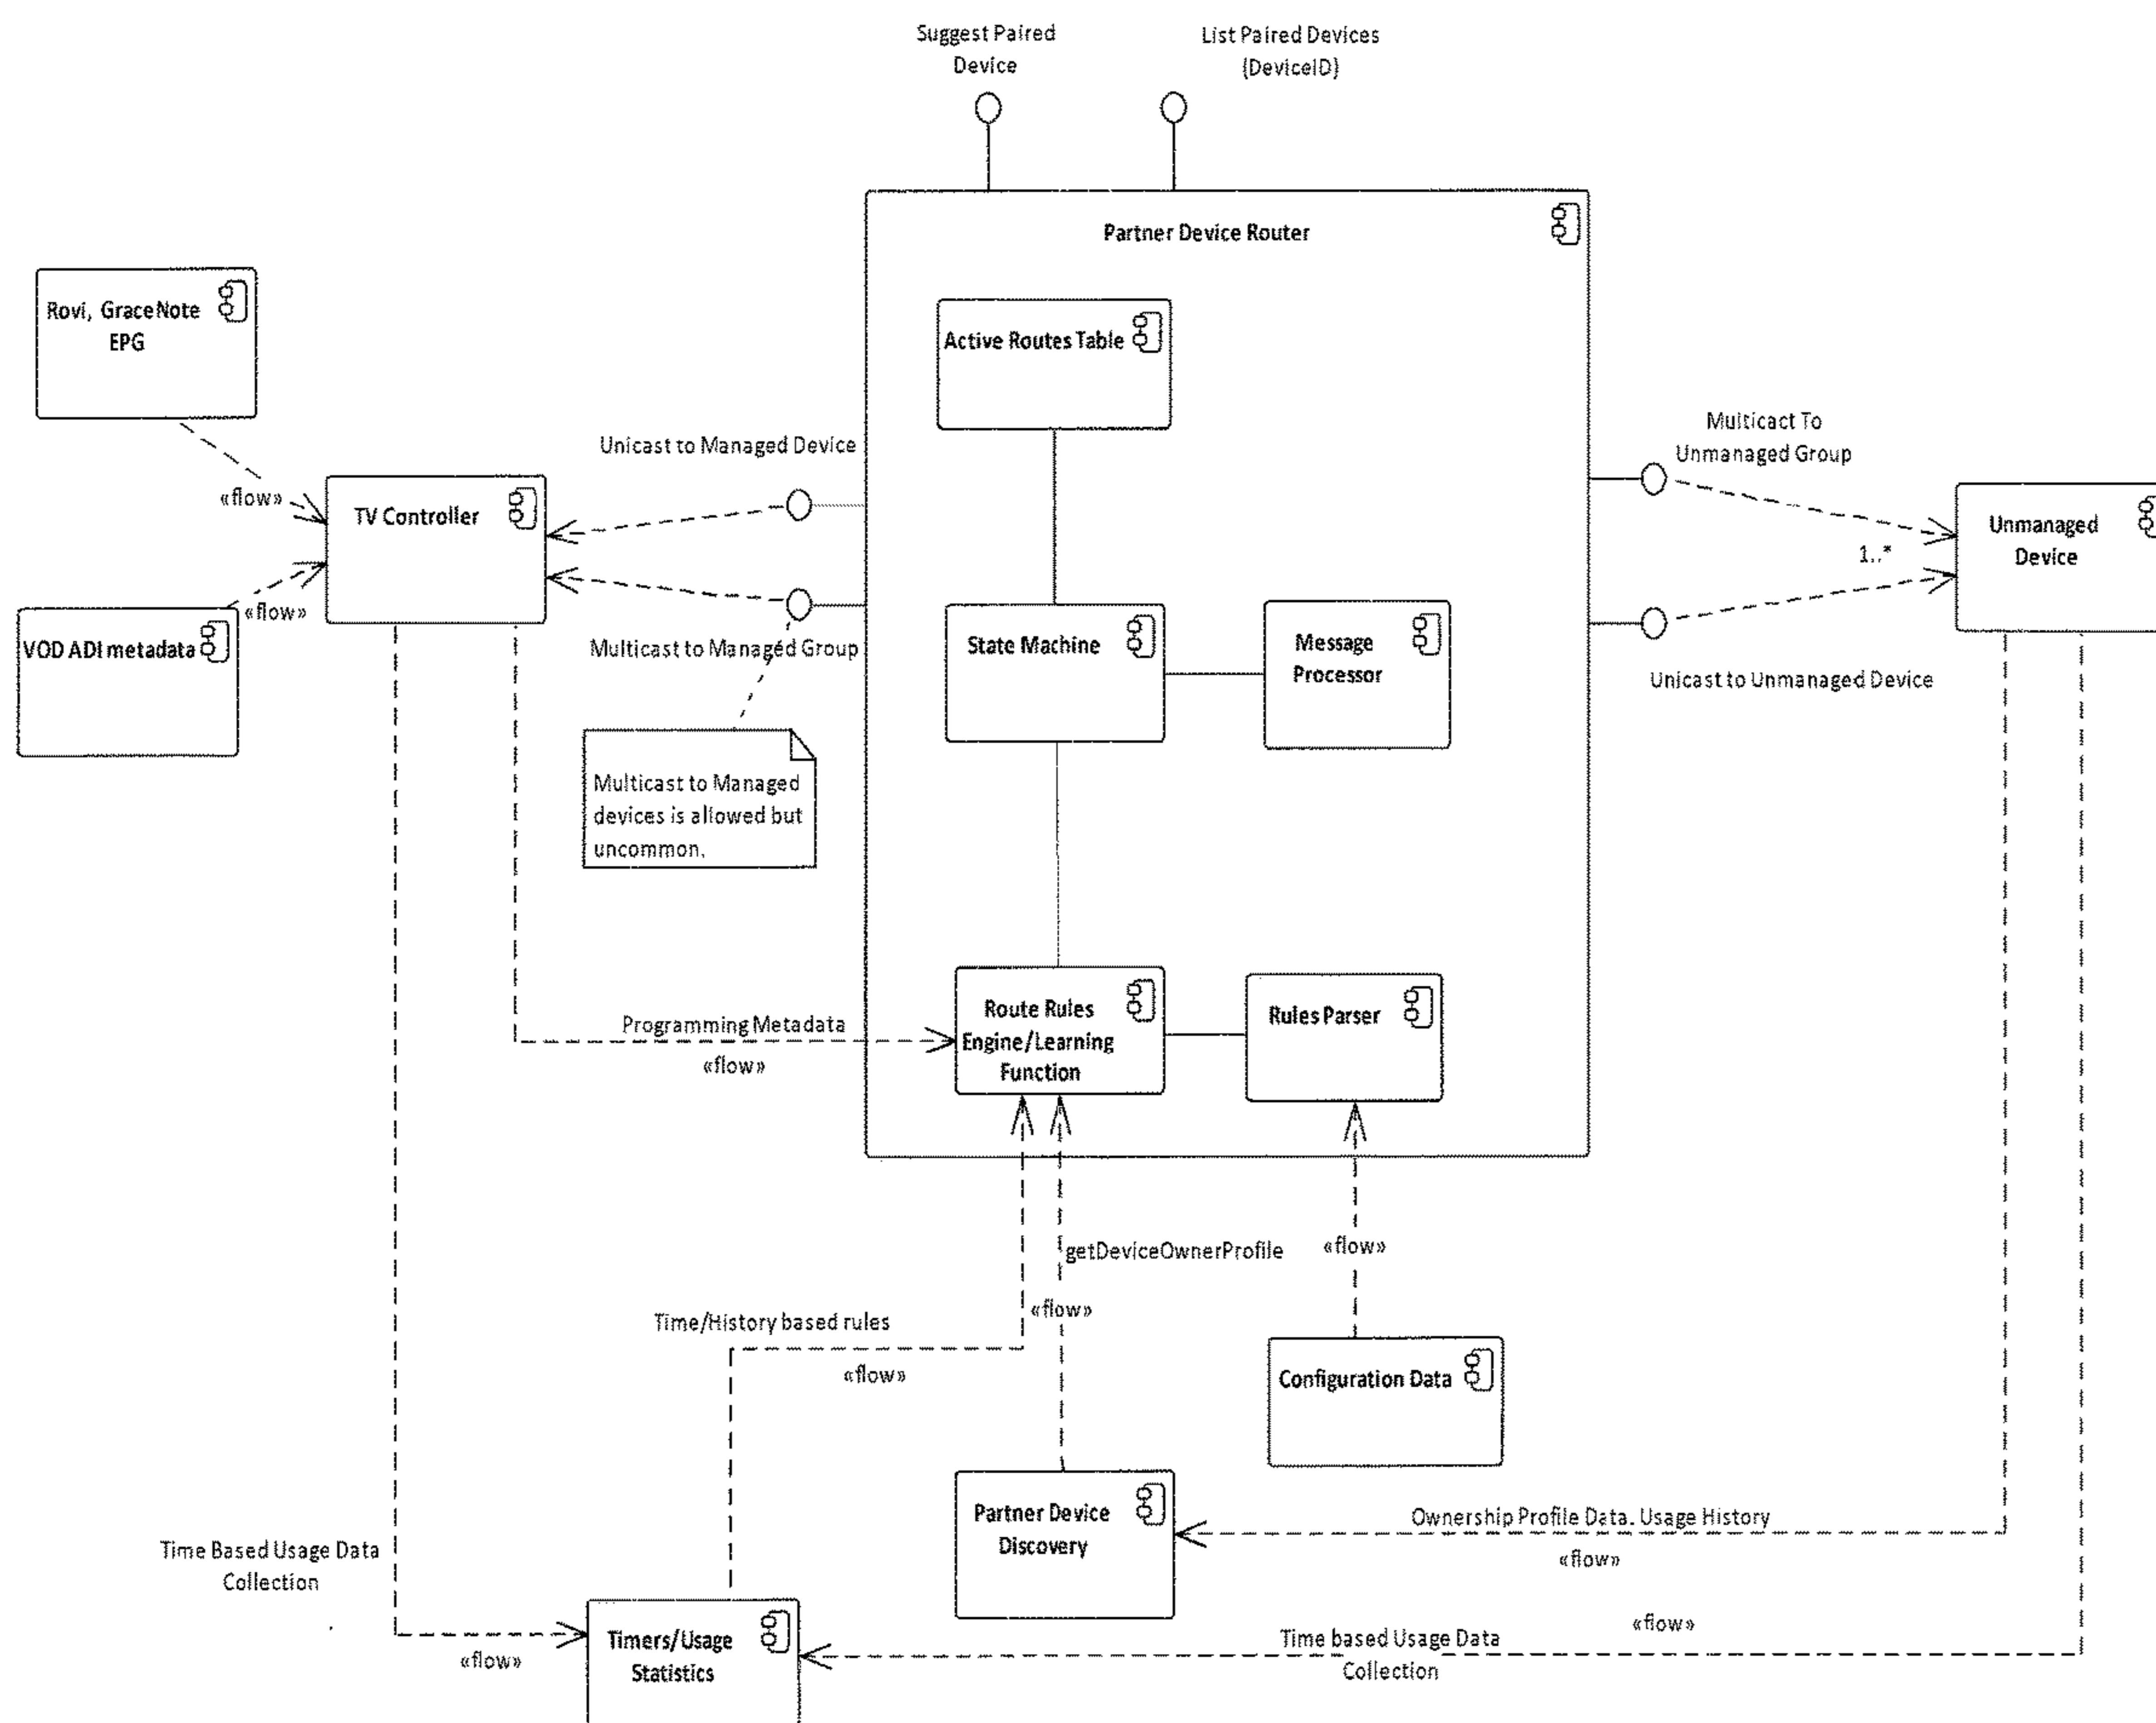 Suggest Paired
Device
List Paired Devices
(DeviceID)
Partner Device Router
Rovi, GraceNote
EPG
Active Routes Table
Unicast to Managed Device
Multicact To
Unmanaged Group
«flow»
TV Controller
Unmanaged
Device
1..*
«flow»
VOD ADI metadata
Multicast to Managed Group
State Machine
Message
Processor
Unicast to Unmanaged Device
Multicast to Managed
devices is allowed but
uncommon.
Programming Metadata
«flow»
Route Rules
Engine/Learning
Function
Rules Parser
getDeviceOwnerProfile
«flow»
«flow»
Time/History based rules
«flow»
Configuration Data
Partner Device
Discovery
Ownership Profile Data. Usage History
«flow»
Time Based Usage Data
Collection
«flow»
Timers/Usage
Statistics
«flow»
Time based Usage Data
Collection